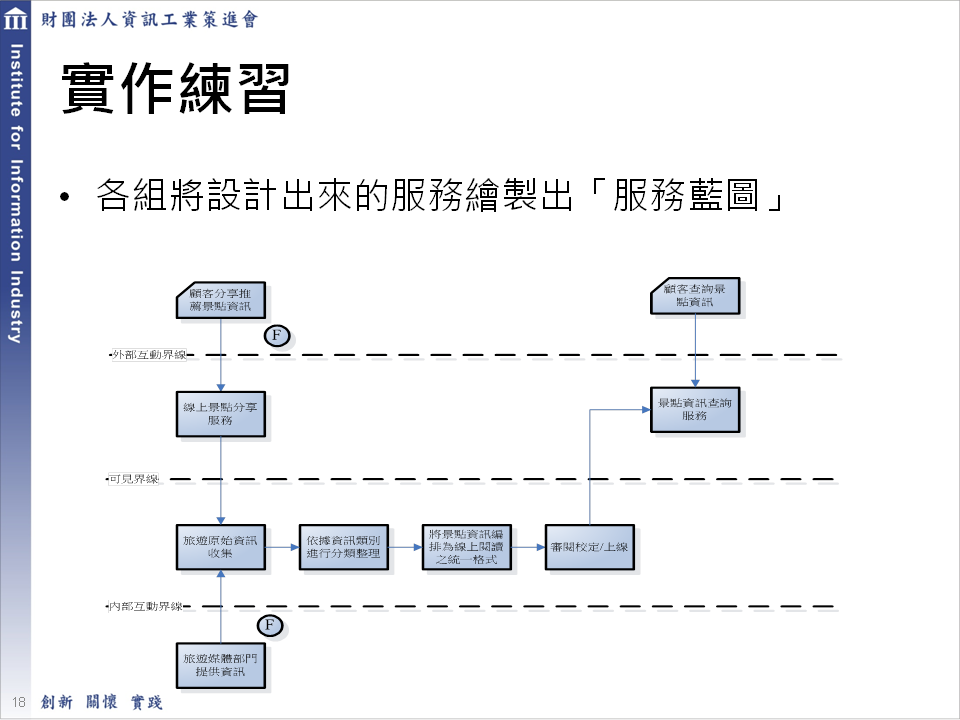 財團法人資訊工業策進會
Institute for Information Industry
實作練習
• 各組將設計出來的服務繪製出「服務藍圖」
顧客分享推
薦景點資訊
顧客查詢景
點資訊
F
外部互動界線
線上景點分享
服務
景點資訊查詢
服務
可見界線
旅遊原始資訊
收集
依據資訊類別
進行分類整理
將景點資訊編
排為線上閱讀
之統一格式
審閱校定/上線
內部互動界線
F
旅遊媒體部門
提供資訊
18
創新 關懷 實踐